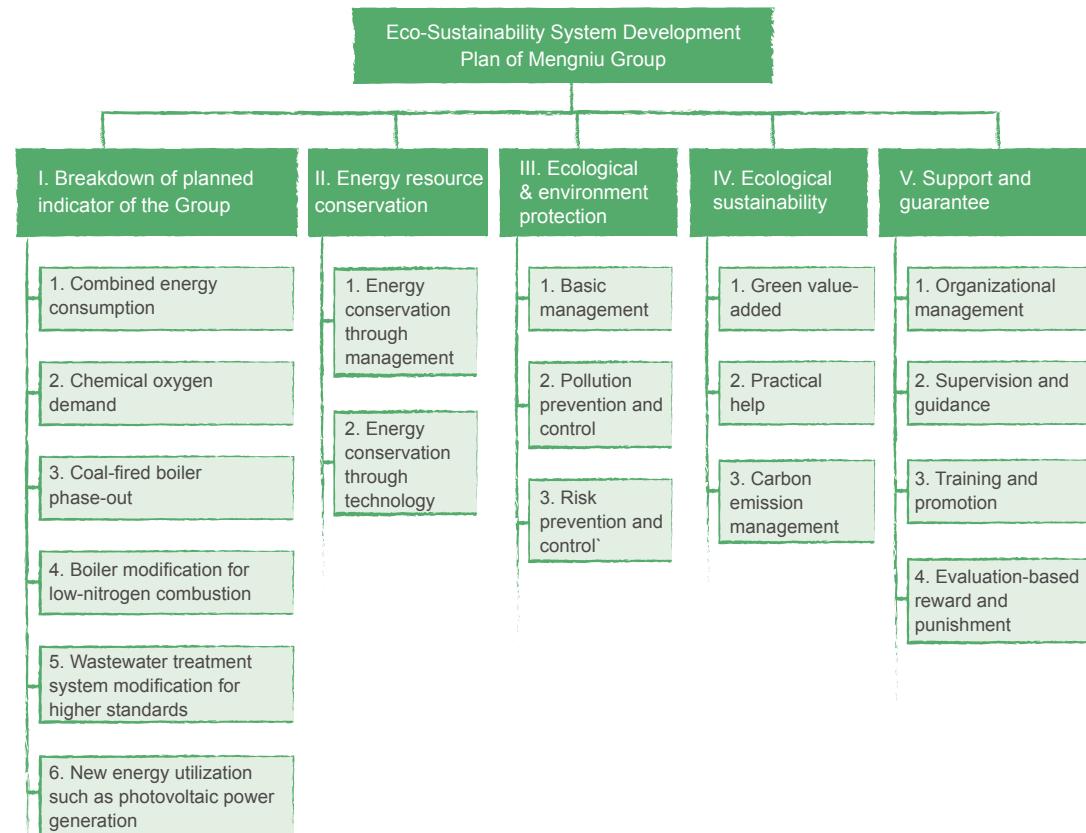 Eco-Sustainability System Development
Plan of Mengniu Group
I. Breakdown of planned
indicator of the Group
1. Combined energy
consumption
2. Chemical oxygen
demand
3. Coal-fired boiler
phase-out
4. Boiler modification for
low-nitrogen combustion
5. Wastewater treatment
system modification for
higher standards
6. New energy utilization
such as photovoltaic power
generation
II. Energy resource
conservation
1. Energy
conservation
through
management
2. Energy
conservation
through
technology
III. Ecological
& environment
protection
1. Basic
management
2. Pollution
prevention and
control
3. Risk
prevention and
control`
IV. Ecological
sustainability
1. Green value-
added
2. Practical
help
3. Carbon
emission
management
V. Support and
guarantee
1. Organizational
management
2. Supervision and
guidance
3. Training and
promotion
4. Evaluation-based
reward and
punishment